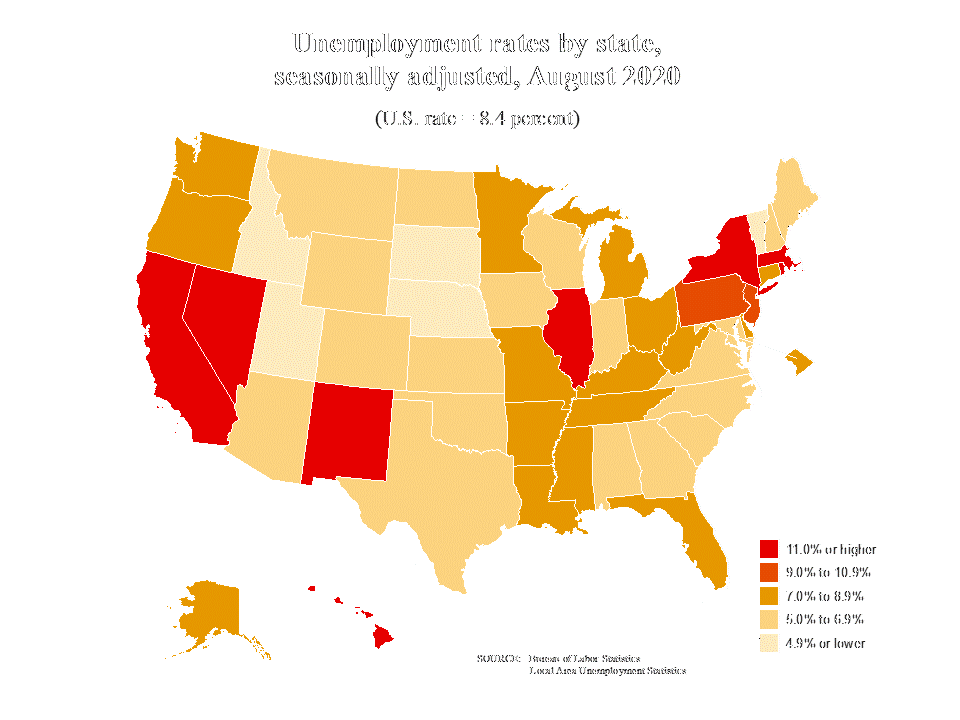 Unemployment rates by state,
seasonally adjusted, August 2020
(U.S. rate = 8.4 percent)
11.0% or higher
9.0% to 10.9%
7.0% to 8.9%
5.0% to 6.9%
4.9% or lower
SOURCE: Bureau of Labor Statistics
Local Area Unemployment Statistics